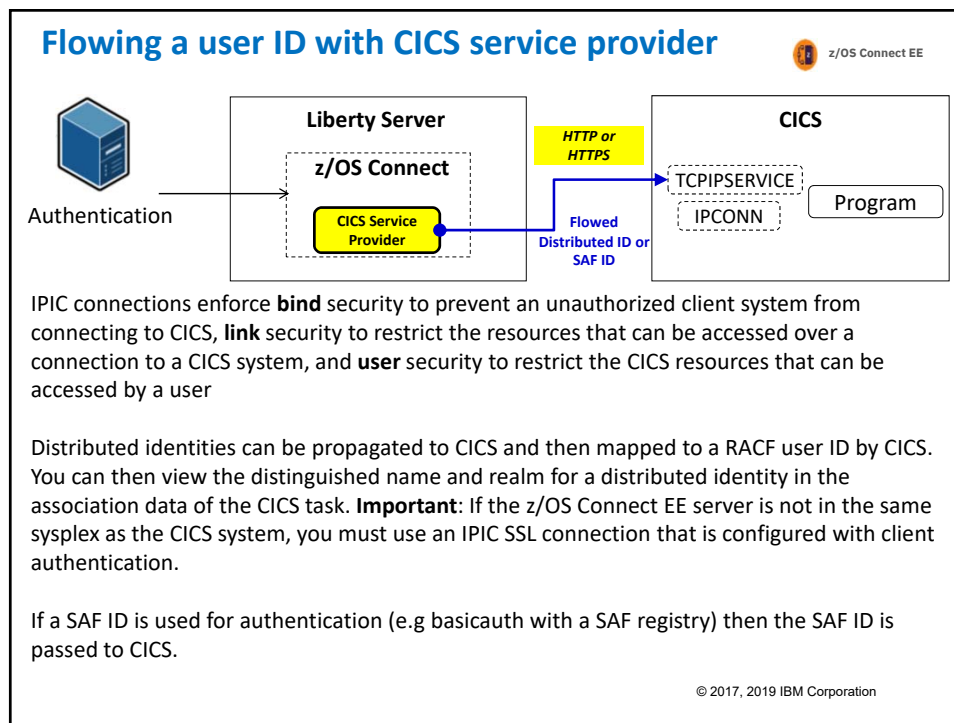 Flowing a user ID with CICS service provider
z/OS Connect EE
Authentication
Liberty Server
z/OS Connect
CICS Service
Provider
HTTP or
HTTPS
Flowed
Distributed ID or
SAF ID
CICS
TCPIPSERVICE
IPCONN
Program
IPIC connections enforce bind security to prevent an unauthorized client system from
connecting to CICS, link security to restrict the resources that can be accessed over a
connection to a CICS system, and user security to restrict the CICS resources that can be
accessed by a user
Distributed identities can be propagated to CICS and then mapped to a RACF user ID by CICS.
You can then view the distinguished name and realm for a distributed identity in the
association data of the CICS task. Important: If the z/OS Connect EE server is not in the same
sysplex as the CICS system, you must use an IPIC SSL connection that is configured with client
authentication.
If a SAF ID is used for authentication (e.g basicauth with a SAF registry) then the SAF ID is
passed to CICS.
© 2017, 2019 IBM Corporation